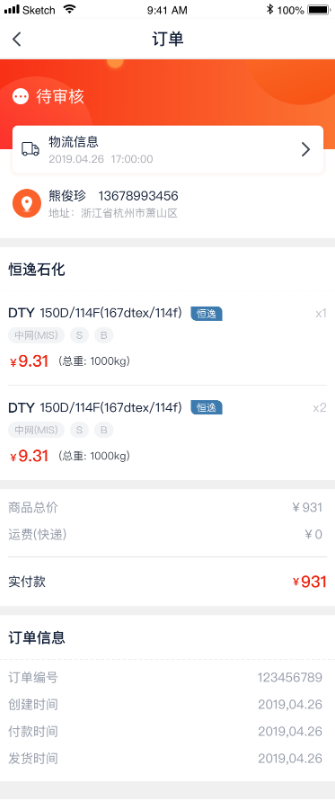 Sketch 9:41 AM 100%
订单
待审核
物流信息
2019.04.26 17:00:00
熊俊珍 13678993456
地址：浙江省杭州市萧山区
恒逸石化
DTY 150D/114F(167dtex/114f) 恒逸 x1
中网(MIS) S B
¥9.31 (总重: 1000kg)
DTY 150D/114F(167dtex/114f) 恒逸 x2
中网(MIS) S B
¥9.31 (总重: 1000kg)
商品总价 ¥931
运费(快递) ¥0
实付款 ¥931
订单信息
订单编号 123456789
创建时间 2019,04.26
付款时间 2019,04.26
发货时间 2019,04.26